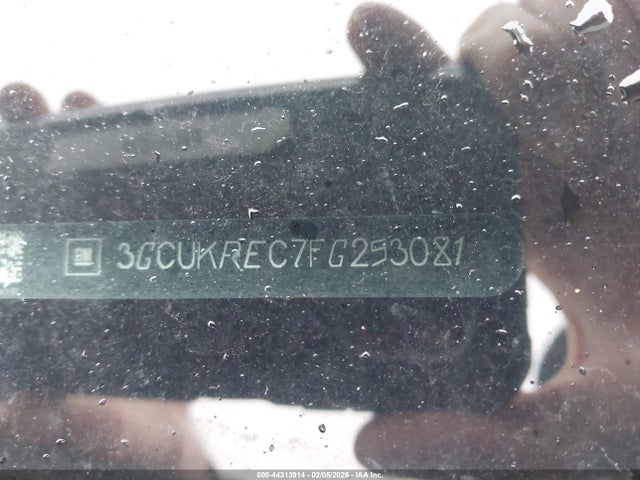 3GCUKREC7FG253081
000-44313914 - 02/05/2026 - IAA Inc.